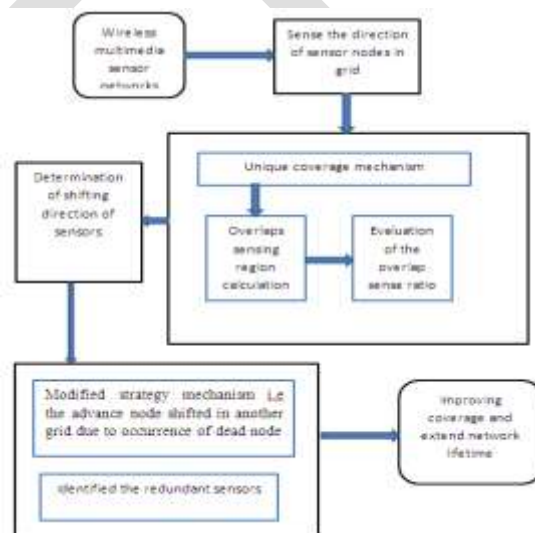 Wireless
multimedia
sensor
networks
Sense the direction
of sensor nodes in
grid
Unique coverage mechanism
Determination
of shifting
direction of
sensors
Overlaps
sensing
region
calculation
Evaluation
of the
overlap
sense ratio
Modified strategy mechanism i.e
the advance node shifted in another
grid due to occurrence of dead node
Identified the redundant sensors
Improving
coverage and
extend network
lifetime